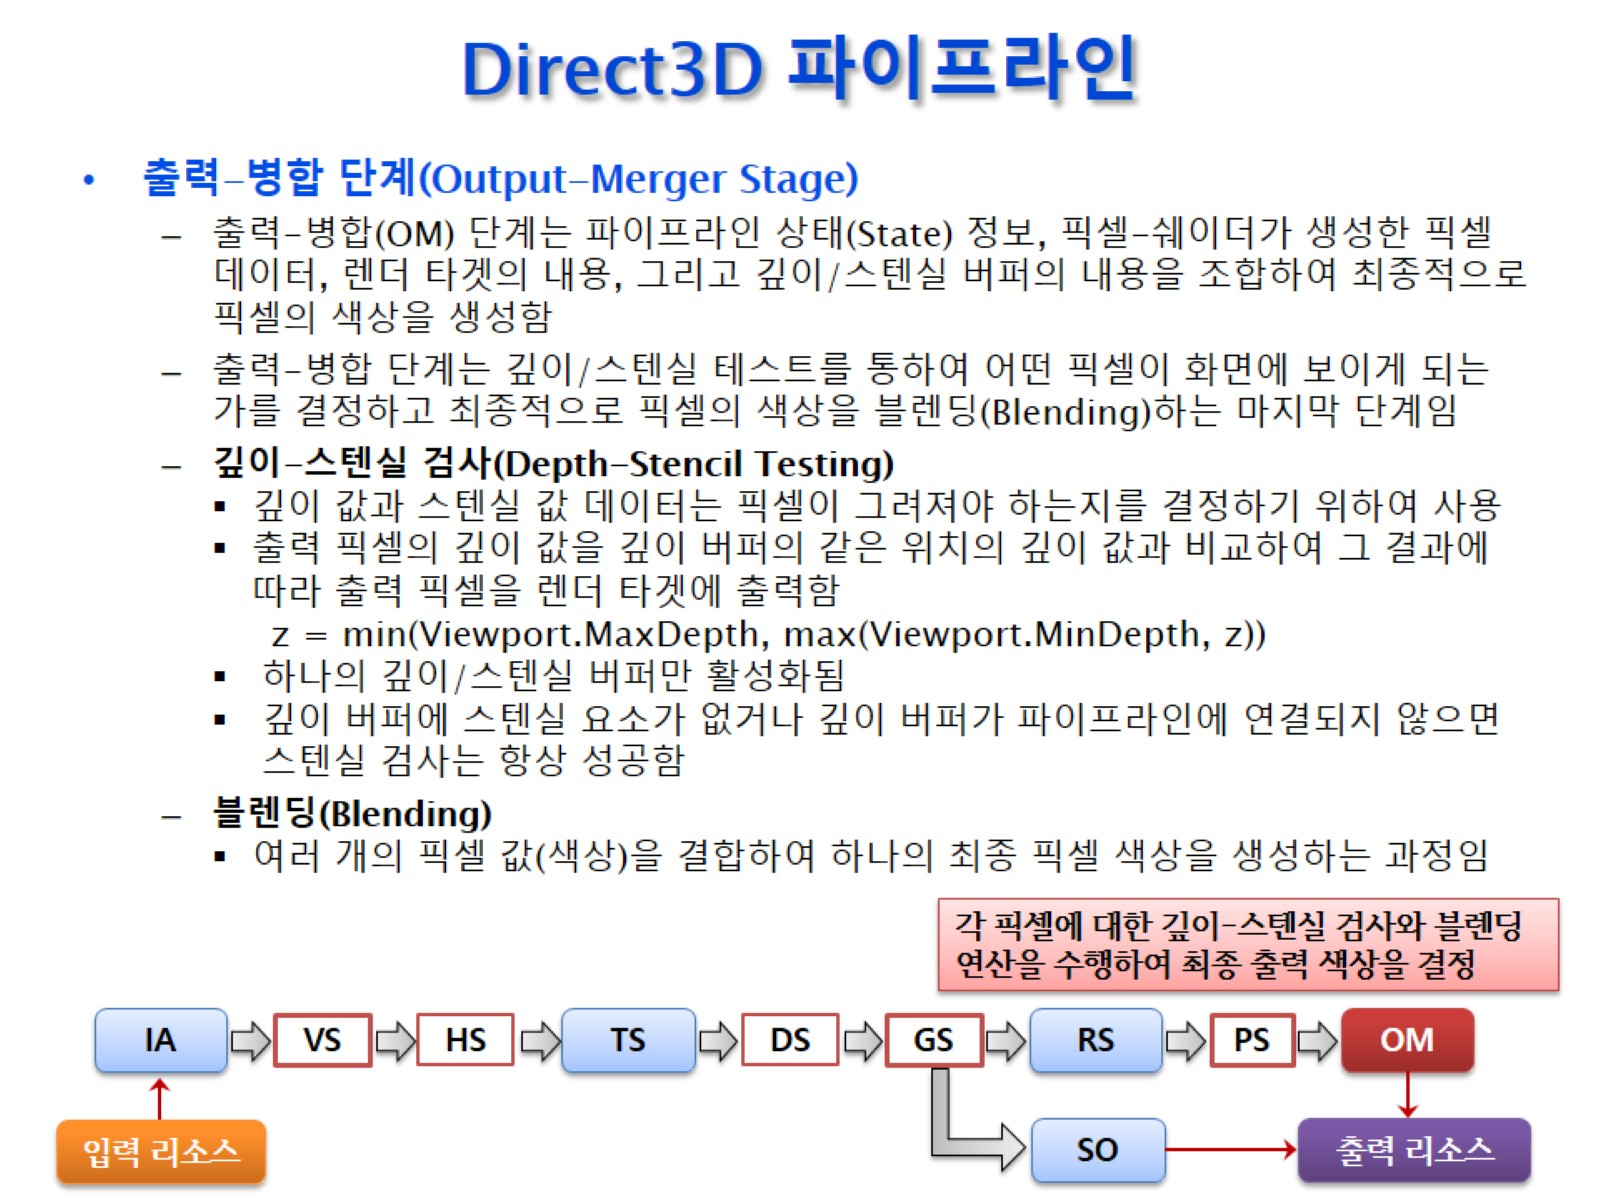 Direct3D 파이프라인
• 출력-병합 단계(Output-Merger Stage)
– 출력-병합(OM) 단계는 파이프라인 상태(State) 정보, 픽셀-쉐이더가 생성한 픽셀
데이터, 렌더 타겟의 내용, 그리고 깊이/스텐실 버퍼의 내용을 조합하여 최종적으로
픽셀의 색상을 생성함
– 출력-병합 단계는 깊이/스텐실 테스트를 통하여 어떤 픽셀이 화면에 보이게 되는
가를 결정하고 최종적으로 픽셀의 색상을 블렌딩(Blending)하는 마지막 단계임
– 깊이-스텐실 검사(Depth-Stencil Testing)
▪ 깊이 값과 스텐실 값 데이터는 픽셀이 그려져야 하는지를 결정하기 위하여 사용
▪ 출력 픽셀의 깊이 값을 깊이 버퍼의 같은 위치의 깊이 값과 비교하여 그 결과에
따라 출력 픽셀을 렌더 타겟에 출력함
z = min(Viewport.MaxDepth, max(Viewport.MinDepth, z))
▪ 하나의 깊이/스텐실 버퍼만 활성화됨
▪ 깊이 버퍼에 스텐실 요소가 없거나 깊이 버퍼가 파이프라인에 연결되지 않으면
스텐실 검사는 항상 성공함
– 블렌딩(Blending)
▪ 여러 개의 픽셀 값(색상)을 결합하여 하나의 최종 픽셀 색상을 생성하는 과정임
각 픽셀에 대한 깊이-스텐실 검사와 블렌딩
연산을 수행하여 최종 출력 색상을 결정
IA VS HS TS DS GS RS PS OM
입력 리소스 SO 출력 리소스